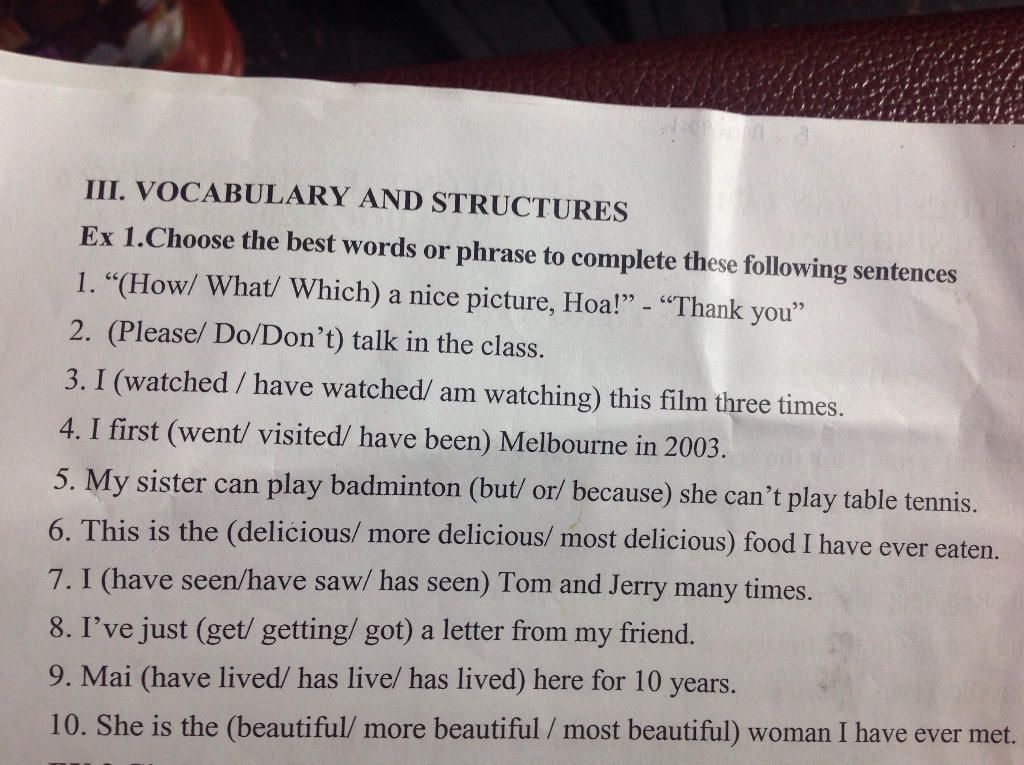 III. VOCABULARY AND STRUCTURES
Ex 1.Choose the best words or phrase to complete these following sentences
1. “(How/ What/ Which) a nice picture, Hoa!” - “Thank you”
2. (Please/ Do/Don’t) talk in the class.
3. I (watched / have watched/ am watching) this film three times.
4. I first (went/ visited/ have been) Melbourne in 2003.
5. My sister can play badminton (but/ or/ because) she can’t play table tennis.
6. This is the (delicious/ more delicious/ most delicious) food I have ever eaten.
7. I (have seen/have saw/ has seen) Tom and Jerry many times.
8. I’ve just (get/ getting/ got) a letter from my friend.
9. Mai (have lived/ has live/ has lived) here for 10 years.
10. She is the (beautiful/ more beautiful / most beautiful) woman I have ever met.